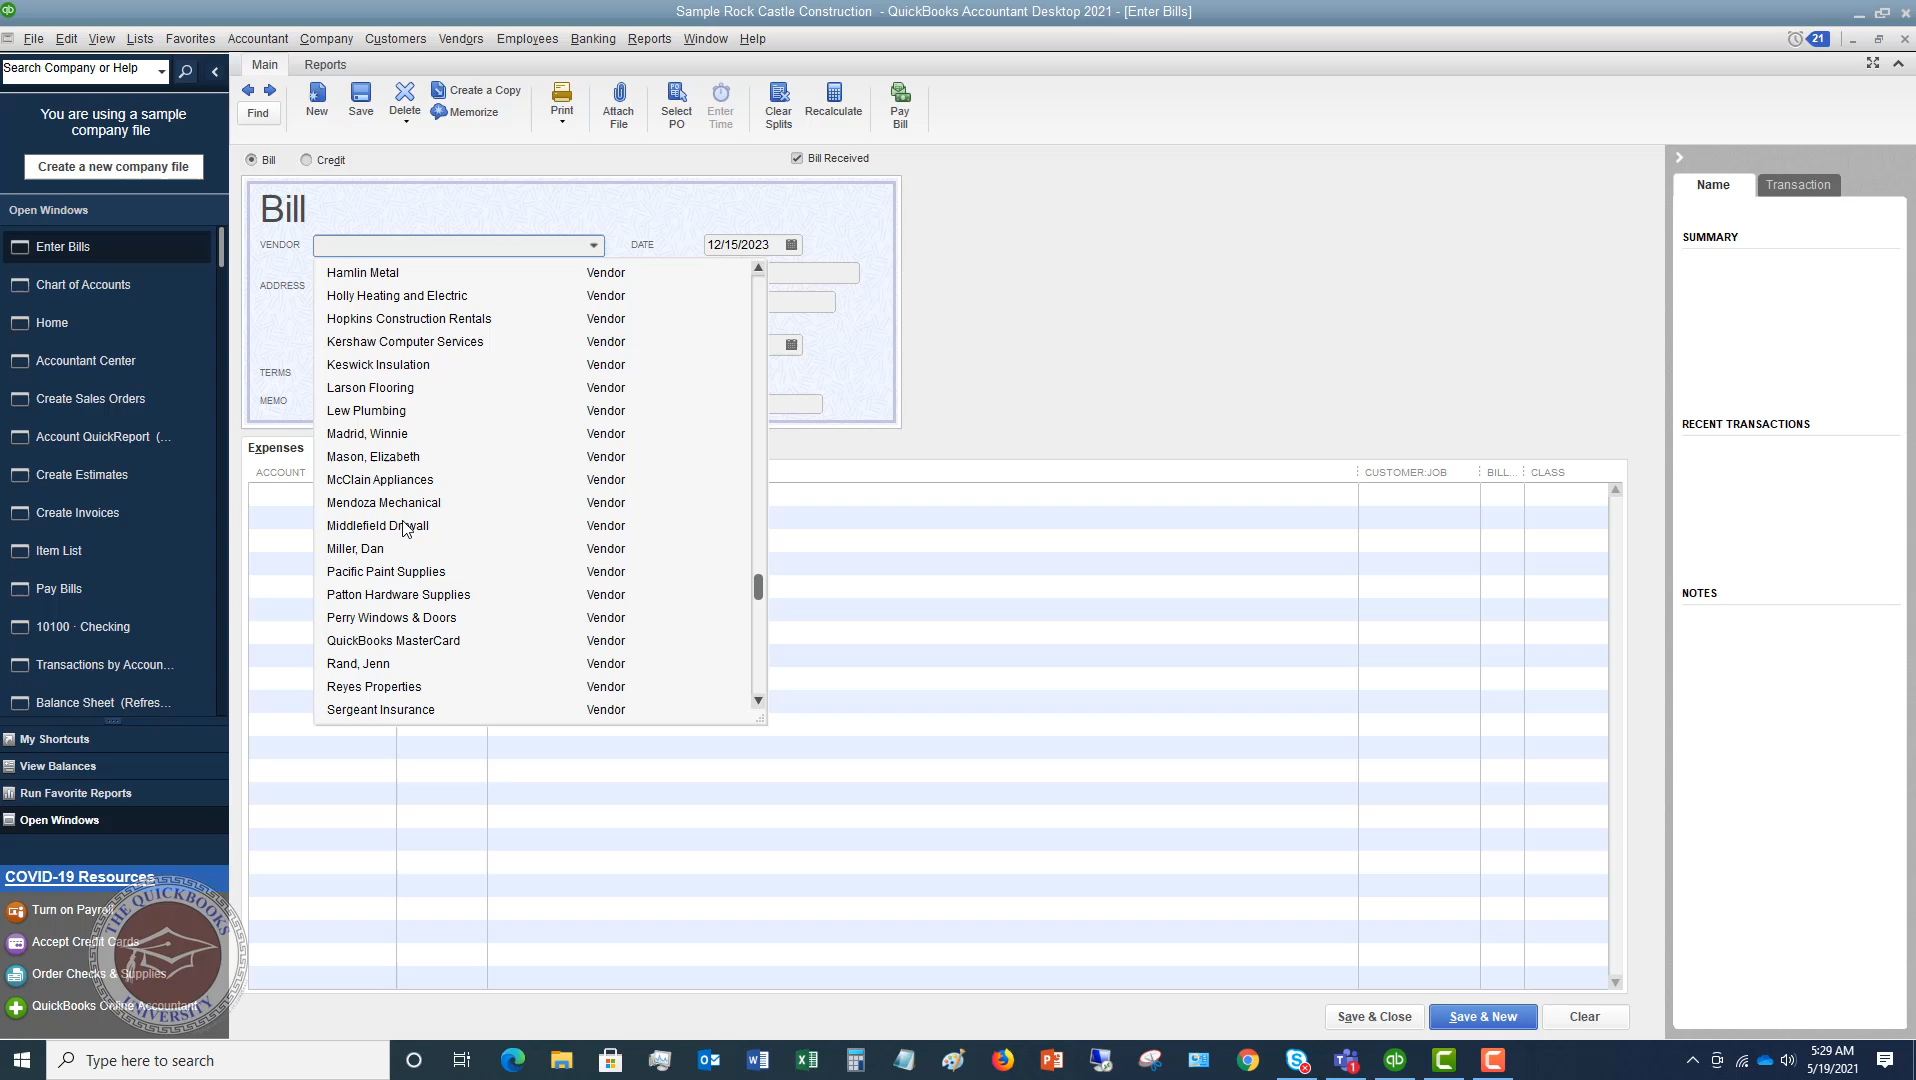 Sample Rock Castle Construction - QuickBooks Accountant Desktop 2021 - [Enter Bills]
File Edit View Lists Favorites Accountant Company Customers Vendors Employees Banking Reports Window Help
21
Search Company or Help
You are using a sample
company file
Create a new company file
Open Windows
Enter Bills
Chart of Accounts
Home
Accountant Center
Create Sales Orders
Account QuickReport (...
Create Estimates
Create Invoices
Item List
Pay Bills
10100 · Checking
Transactions by Accoun...
Balance Sheet (Refres...
My Shortcuts
View Balances
Run Favorite Reports
Open Windows
COVID-19 Resources
Turn on Payroll
Accept Credit Cards
Order Checks & Supplies
QuickBooks Online Accountant
THE QUICKBOOKS
UNIVERSITY
Main Reports
Find
New
Save
Delete
Create a Copy
Memorize
Print
Attach
File
Select
PO
Enter
Time
Clear
Splits
Recalculate
Pay
Bill
Bill Credit
Bill Received
Bill
VENDOR
DATE 12/15/2023
ADDRESS
TERMS
MEMO
Hamlin Metal Vendor
Holly Heating and Electric Vendor
Hopkins Construction Rentals Vendor
Kershaw Computer Services Vendor
Keswick Insulation Vendor
Larson Flooring Vendor
Lew Plumbing Vendor
Madrid, Winnie Vendor
Mason, Elizabeth Vendor
McClain Appliances Vendor
Mendoza Mechanical Vendor
Middlefield Drywall Vendor
Miller, Dan Vendor
Pacific Paint Supplies Vendor
Patton Hardware Supplies Vendor
Perry Windows & Doors Vendor
QuickBooks MasterCard Vendor
Rand, Jenn Vendor
Reyes Properties Vendor
Sergeant Insurance Vendor
Expenses
ACCOUNT CUSTOMER:JOB BILL... CLASS
Save & Close
Save & New
Clear
Name
Transaction
SUMMARY
RECENT TRANSACTIONS
NOTES
Type here to search
5:29 AM
5/19/2021